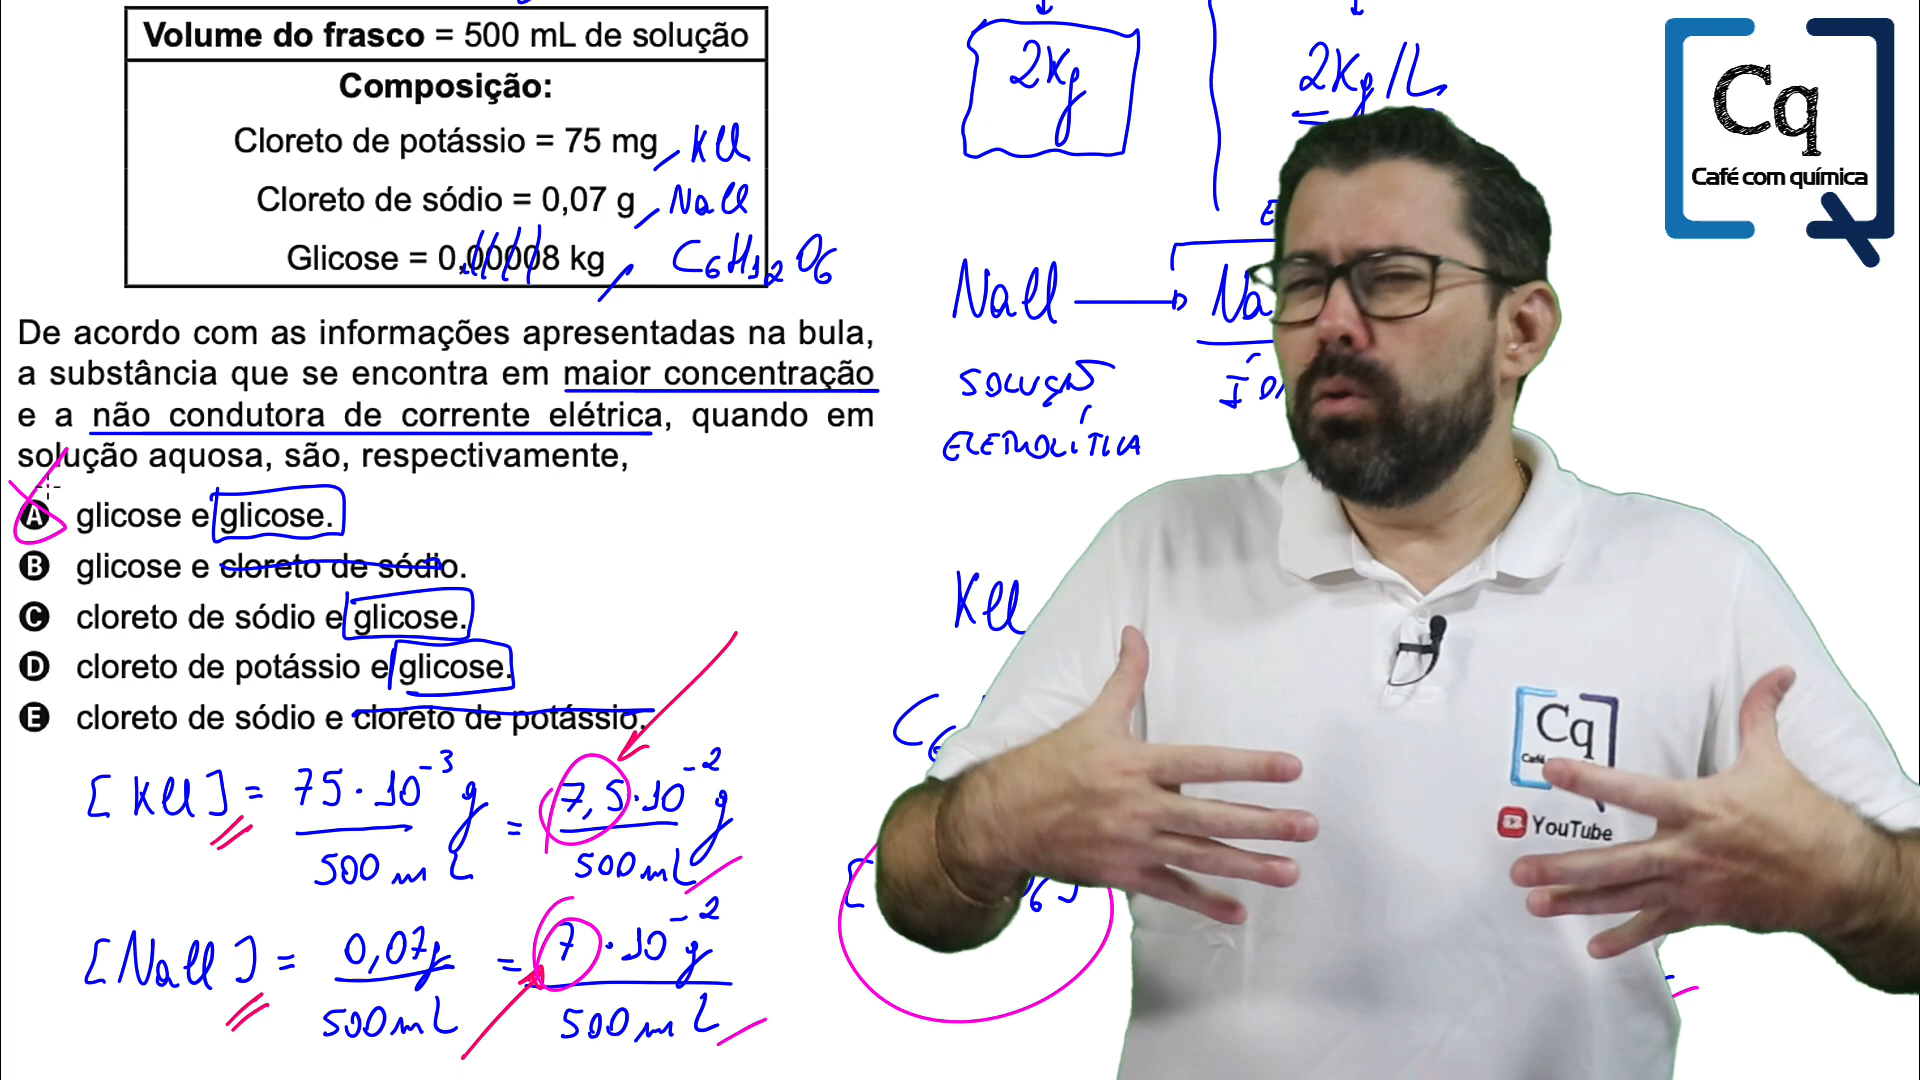 Volume do frasco = 500 mL de solução
Composição:
Cloreto de potássio = 75 mg KCl
Cloreto de sódio = 0,07 g NaCl
Glicose = 0,00008 kg C6H12O6
De acordo com as informações apresentadas na bula,
a substância que se encontra em maior concentração
e a não condutora de corrente elétrica, quando em
solução aquosa, são, respectivamente,
A glicose e glicose.
B glicose e cloreto de sódio.
C cloreto de sódio e glicose.
D cloreto de potássio e glicose.
E cloreto de sódio e cloreto de potássio.
[KCl] = 75 · 10⁻³ g / 500 mL = 7,5 · 10⁻² g / 500 mL
[NaCl] = 0,07g / 500 mL = 7 · 10⁻² g / 500 mL
2Kg
2Kg/L
NaCl → Na
SOLUÇÃO
ELETROLÍTICA
KCl
C6
Cq
Café com química
Cq
YouTube